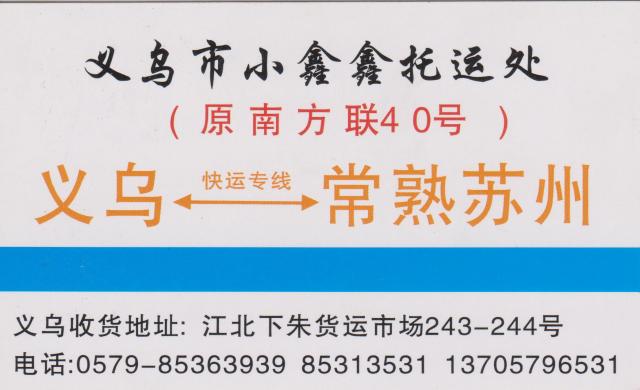 义乌市小鑫鑫托运处
(原南方联40号)
义乌 快运专线 常熟苏州
义乌收货地址: 江北下朱货运市场243-244号
电话:0579-85363939 85313531 13705796531